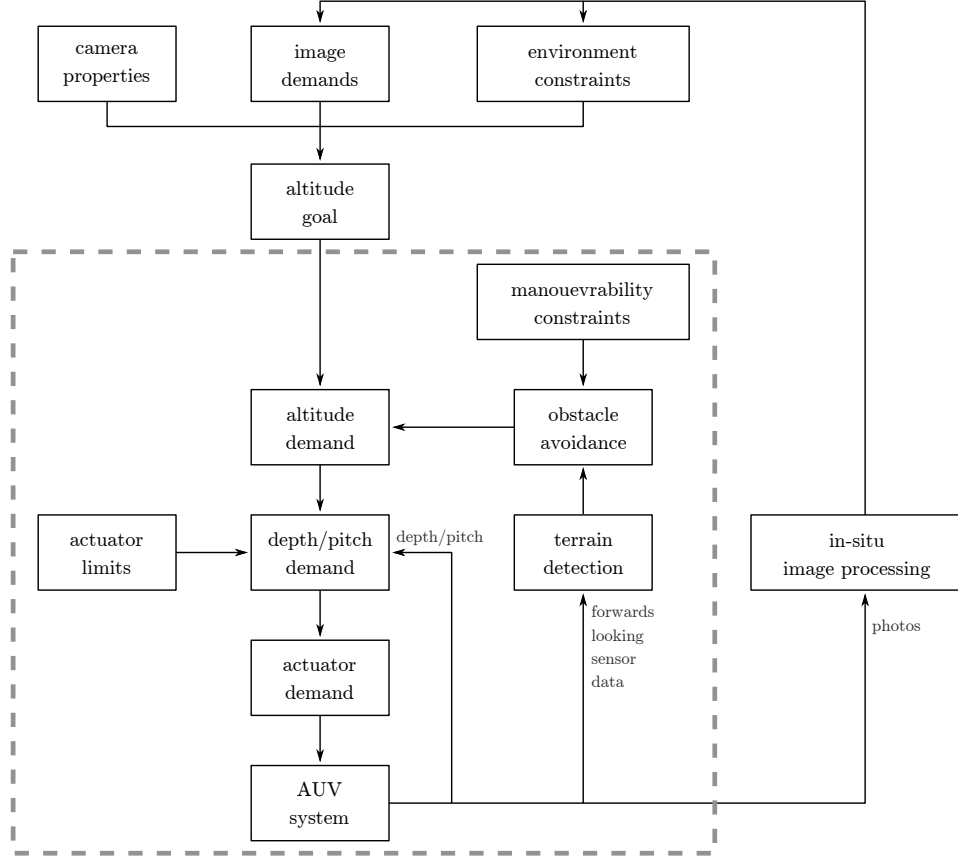 camera
properties
image
demands
environment
constraints
altitude
goal
manouevrability
constraints
altitude
demand
obstacle
avoidance
actuator
limits
depth/pitch
demand
depth/pitch
terrain
detection
in-situ
image processing
forwards
looking
sensor
data
photos
actuator
demand
AUV
system